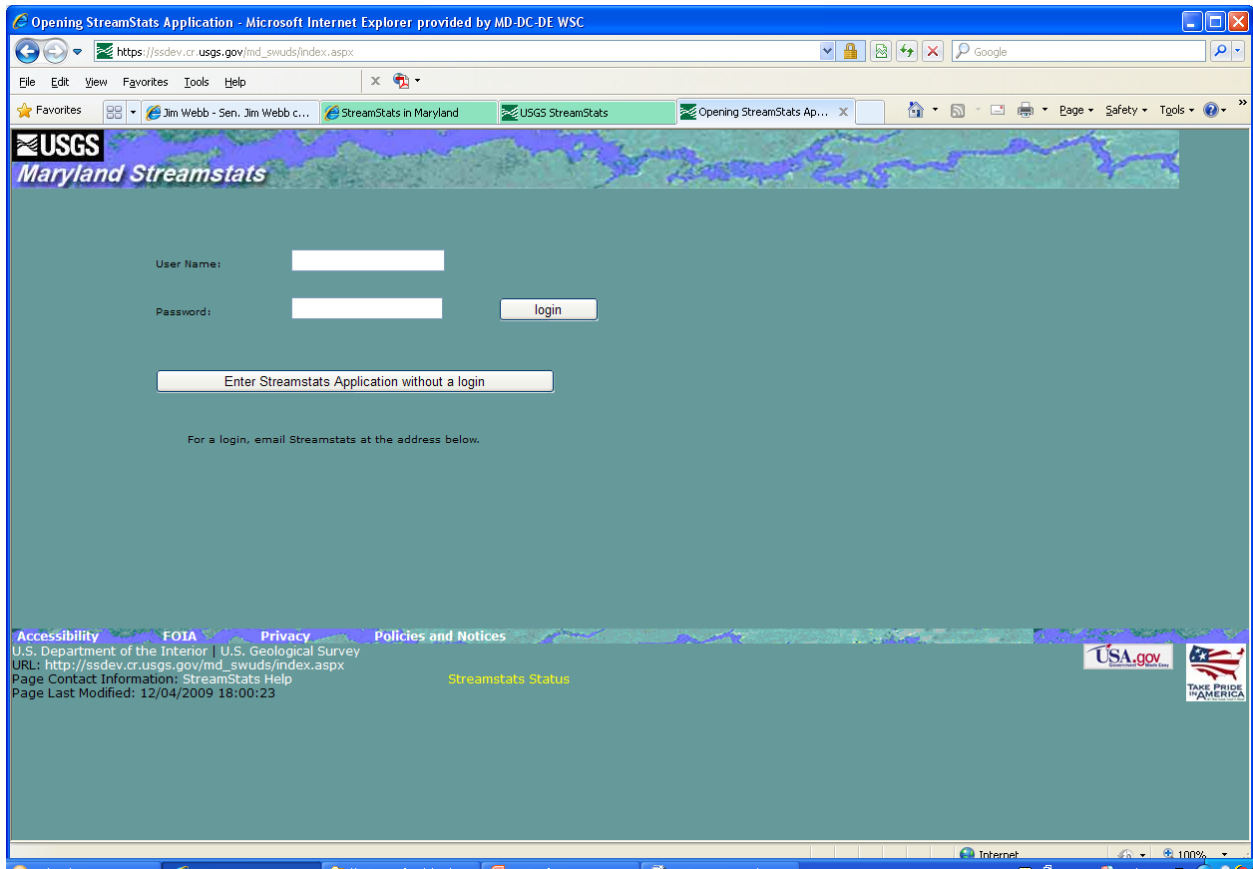 Opening StreamStats Application - Microsoft Internet Explorer provided by MD-DC-DE WSC
https://ssdev.cr.usgs.gov/md_swuds/index.aspx
Google
File Edit View Favorites Tools Help
Favorites
Jim Webb - Sen. Jim Webb c...
StreamStats in Maryland
USGS StreamStats
Opening StreamStats Ap...
Page
Safety
Tools
USGS
Maryland Streamstats
User Name:
Password:
login
Enter Streamstats Application without a login
For a login, email Streamstats at the address below.
Accessibility FOIA Privacy Policies and Notices
U.S. Department of the Interior | U.S. Geological Survey
URL: http://ssdev.cr.usgs.gov/md_swuds/index.aspx
Page Contact Information: StreamStats Help
Streamstats Status
Page Last Modified: 12/04/2009 18:00:23
USA.gov
Government Made Easy
TAKE PRIDE
IN AMERICA
Internet
100%